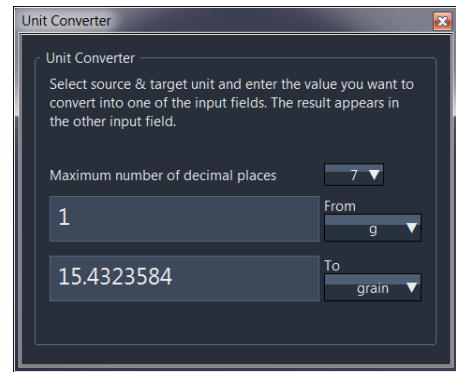 Unit Converter
Unit Converter
Select source & target unit and enter the value you want to
convert into one of the input fields. The result appears in
the other input field.
Maximum number of decimal places 7
From
1 g
To
15.4323584 grain